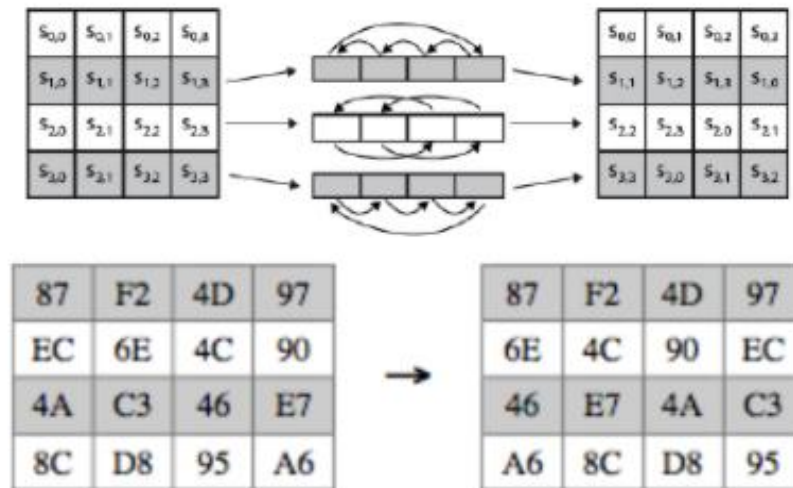 S0,0 S0,1 S0,2 S0,3 S0,0 S0,1 S0,2 S0,3
S1,0 S1,1 S1,2 S1,3 S1,1 S1,2 S1,3 S1,0
S2,0 S2,1 S2,2 S2,3 S2,2 S2,3 S2,0 S2,1
S3,0 S3,1 S3,2 S3,3 S3,3 S3,0 S3,1 S3,2
87 F2 4D 97 87 F2 4D 97
EC 6E 4C 90 6E 4C 90 EC
4A C3 46 E7 46 E7 4A C3
8C D8 95 A6 A6 8C D8 95